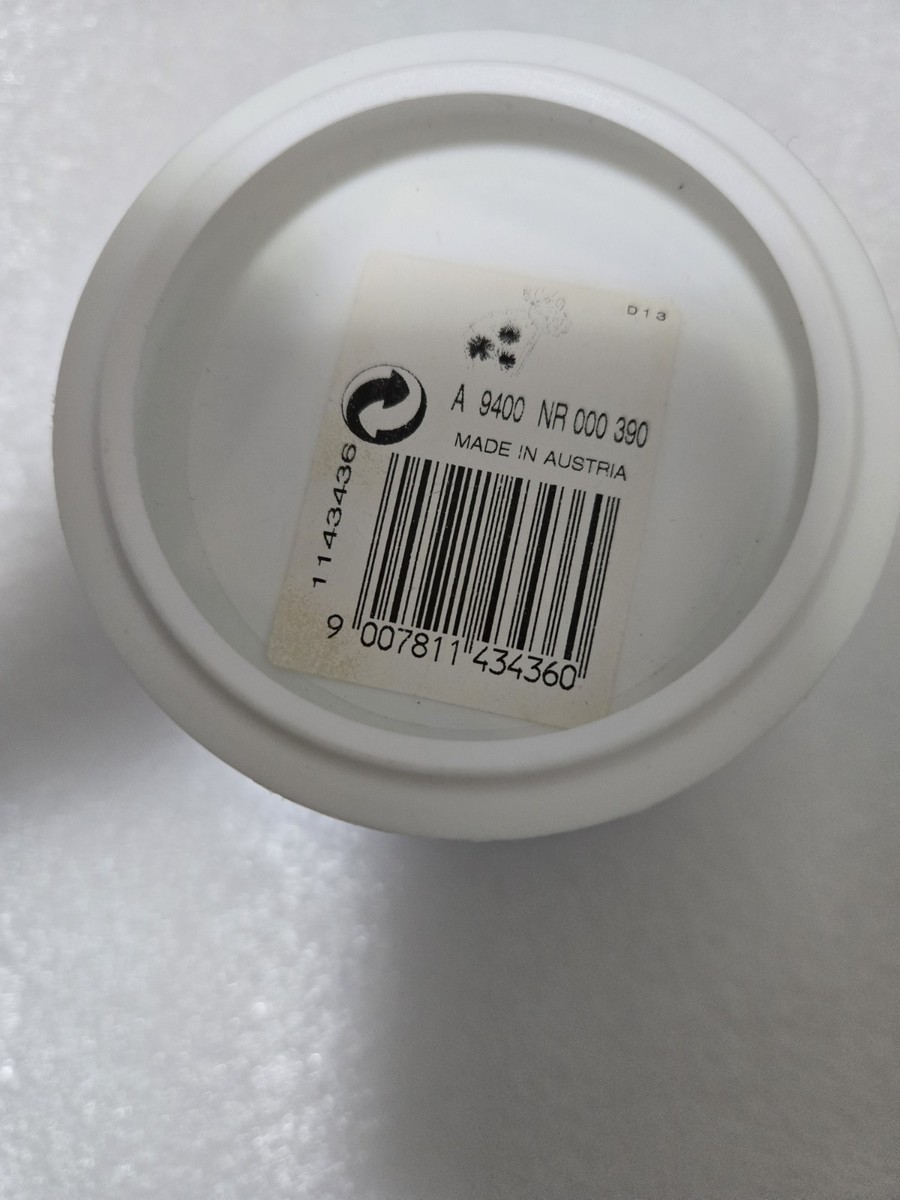 D13
A 9400 NR 000 390
MADE IN AUSTRIA
1143436
9 007811 434360